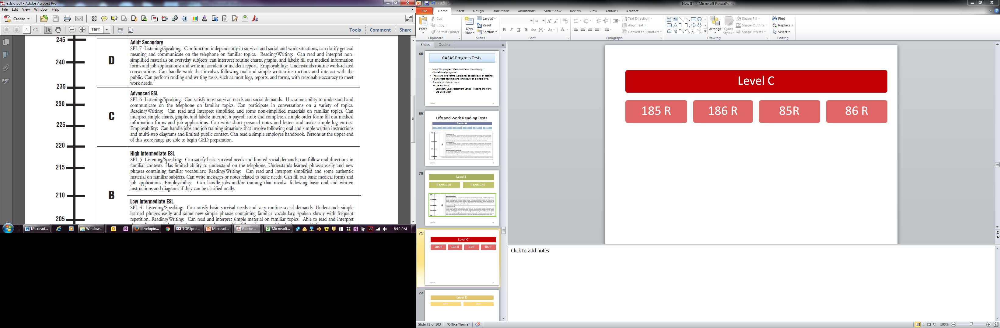 eslsld.pdf - Adobe Acrobat Pro
File Edit View Window Help
Create
1 / 1 150% Tools Comment Share
245
240
235
230
225
220
215
210
205
D
C
B
Adult Secondary
SPL 7 Listening/Speaking: Can function independently in survival and social and work situations; can clarify general
meaning and communicate on the telephone on familiar topics. Reading/Writing: Can read and interpret non-
simplified materials on everyday subjects; can interpret routine charts, graphs, and labels; fill out medical information
forms and job applications; and write an accident or incident report. Employability: Understands routine work-related
conversations. Can handle work that involves following oral and simple written instructions and interact with the
public. Can perform reading and writing tasks, such as most logs, reports, and forms, with reasonable accuracy to meet
work needs.
Advanced ESL
SPL 6 Listening/Speaking: Can satisfy most survival needs and social demands. Has some ability to understand and
communicate on the telephone on familiar topics. Can participate in conversations on a variety of topics.
Reading/Writing: Can read and interpret simplified and some non-simplified materials on familiar topics. Can
interpret simple charts, graphs, and labels; interpret a payroll stub; and complete a simple order form; fill out medical
information forms and job applications. Can write short personal notes and letters and make simple log entries.
Employability: Can handle jobs and job training situations that involve following oral and simple written instructions
and multi-step diagrams and limited public contact. Can read a simple employee handbook. Persons at the upper end
of this score range are able to begin GED preparation.
High Intermediate ESL
SPL 5 Listening/Speaking: Can satisfy basic survival needs and limited social demands; can follow oral directions in
familiar contexts. Has limited ability to understand on the telephone. Understands learned phrases easily and new
phrases containing familiar vocabulary. Reading/Writing: Can read and interpret simplified and some authentic
material on familiar subjects. Can write messages or notes related to basic needs. Can fill out basic medical forms and
job applications. Employability: Can handle jobs and/or training that involve following basic oral and written
instructions and diagrams if they can be clarified orally.
Low Intermediate ESL
SPL 4 Listening/Speaking: Can satisfy basic survival needs and very routine social demands. Understands simple
learned phrases easily and some new simple phrases containing familiar vocabulary, spoken slowly with frequent
repetition. Reading/Writing: Can read and interpret simple material on familiar topics. Able to read and interpret
Microsof... Window... developin... TOPSpro ... Microsof... Adobe ... Microsoft... 8:10 PM
New IIT - Microsoft PowerPoint
File Home Insert Design Transitions Animations Slide Show Review View Add-Ins Acrobat
Paste
Cut
Copy
Format Painter
Clipboard
New Slide
Layout
Reset
Section
Slides
34
Font
Text Direction
Align Text
Convert to SmartArt
Paragraph
Arrange
Quick Styles
Shape Fill
Shape Outline
Shape Effects
Drawing
Find
Replace
Select
Editing
Slides Outline
68
CASAS Progress Tests
Used for program placement and monitoring
educational progress
There are two forms (versions) at each level of testing
to alternate testing (pre- and post) at a single level.
3 series to choose from:
– Life and Work
– Secondary Level Assessment Series – Reading and Math
– Life Skills Math
69
Life and Work Reading Tests
Level A
A
70
Level B
Form 83R Form 84R
B
71
Level C
185 R 186 R 85R 86 R
72
Level D
Level C
185 R 186 R 85R 86 R
Click to add notes
Slide 71 of 103 "Office Theme" 100%